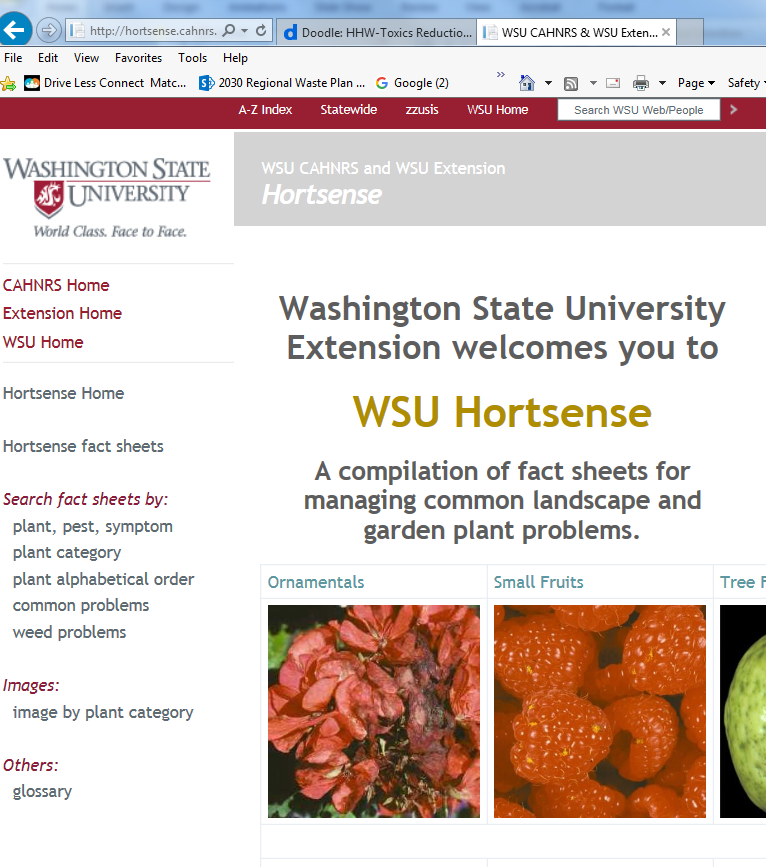 http://hortsense.cahnrs.
Doodle: HHW-Toxics Reductio...
WSU CAHNRS & WSU Exten...
File Edit View Favorites Tools Help
Drive Less Connect Matc...
2030 Regional Waste Plan ...
Google (2)
Page
Safety
A-Z Index Statewide zzusis WSU Home
Search WSU Web/People
WASHINGTON STATE
UNIVERSITY
World Class. Face to Face.
WSU CAHNRS and WSU Extension
Hortsense
CAHNRS Home
Extension Home
WSU Home
Hortsense Home
Hortsense fact sheets
Search fact sheets by:
plant, pest, symptom
plant category
plant alphabetical order
common problems
weed problems
Images:
image by plant category
Others:
glossary
Washington State University
Extension welcomes you to
WSU Hortsense
A compilation of fact sheets for
managing common landscape and
garden plant problems.
Ornamentals
Small Fruits
Tree F